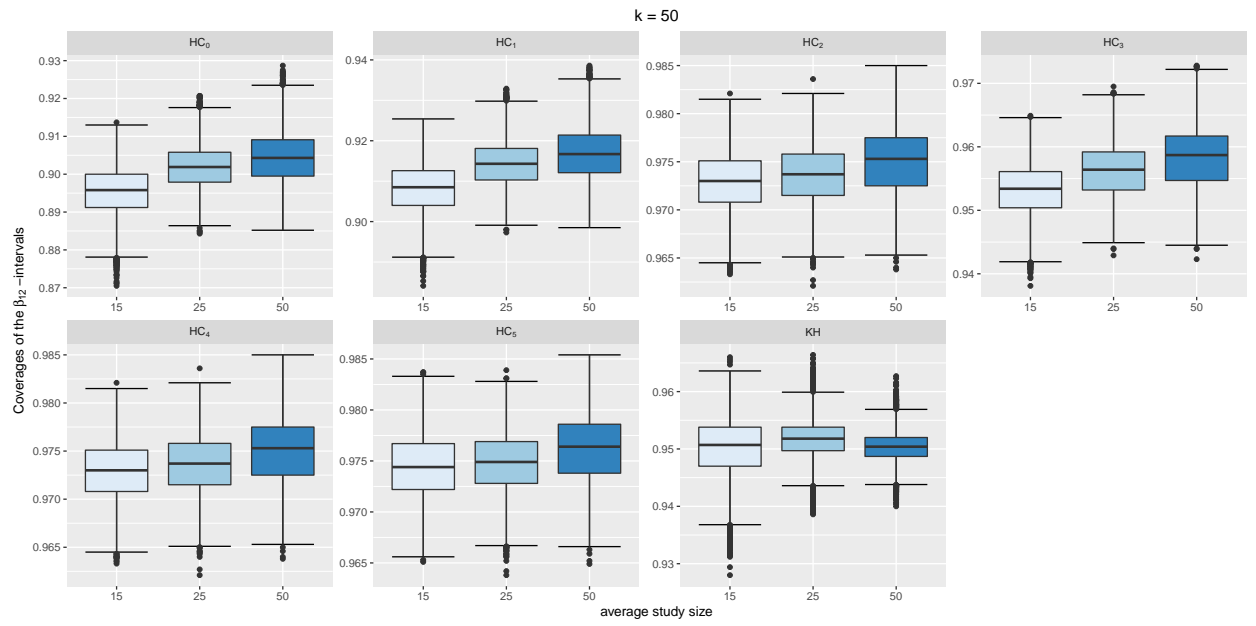 k = 50
Coverages of the β₁₂ −intervals
HC₀
0.93
0.92
0.91
0.90
0.89
0.88
0.87
15 25 50
HC₁
0.94
0.92
0.90
15 25 50
HC₂
0.985
0.980
0.975
0.970
0.965
15 25 50
HC₃
0.97
0.96
0.95
0.94
15 25 50
HC₄
0.985
0.980
0.975
0.970
0.965
15 25 50
HC₅
0.985
0.980
0.975
0.970
0.965
15 25 50
KH
0.96
0.95
0.94
0.93
15 25 50
average study size